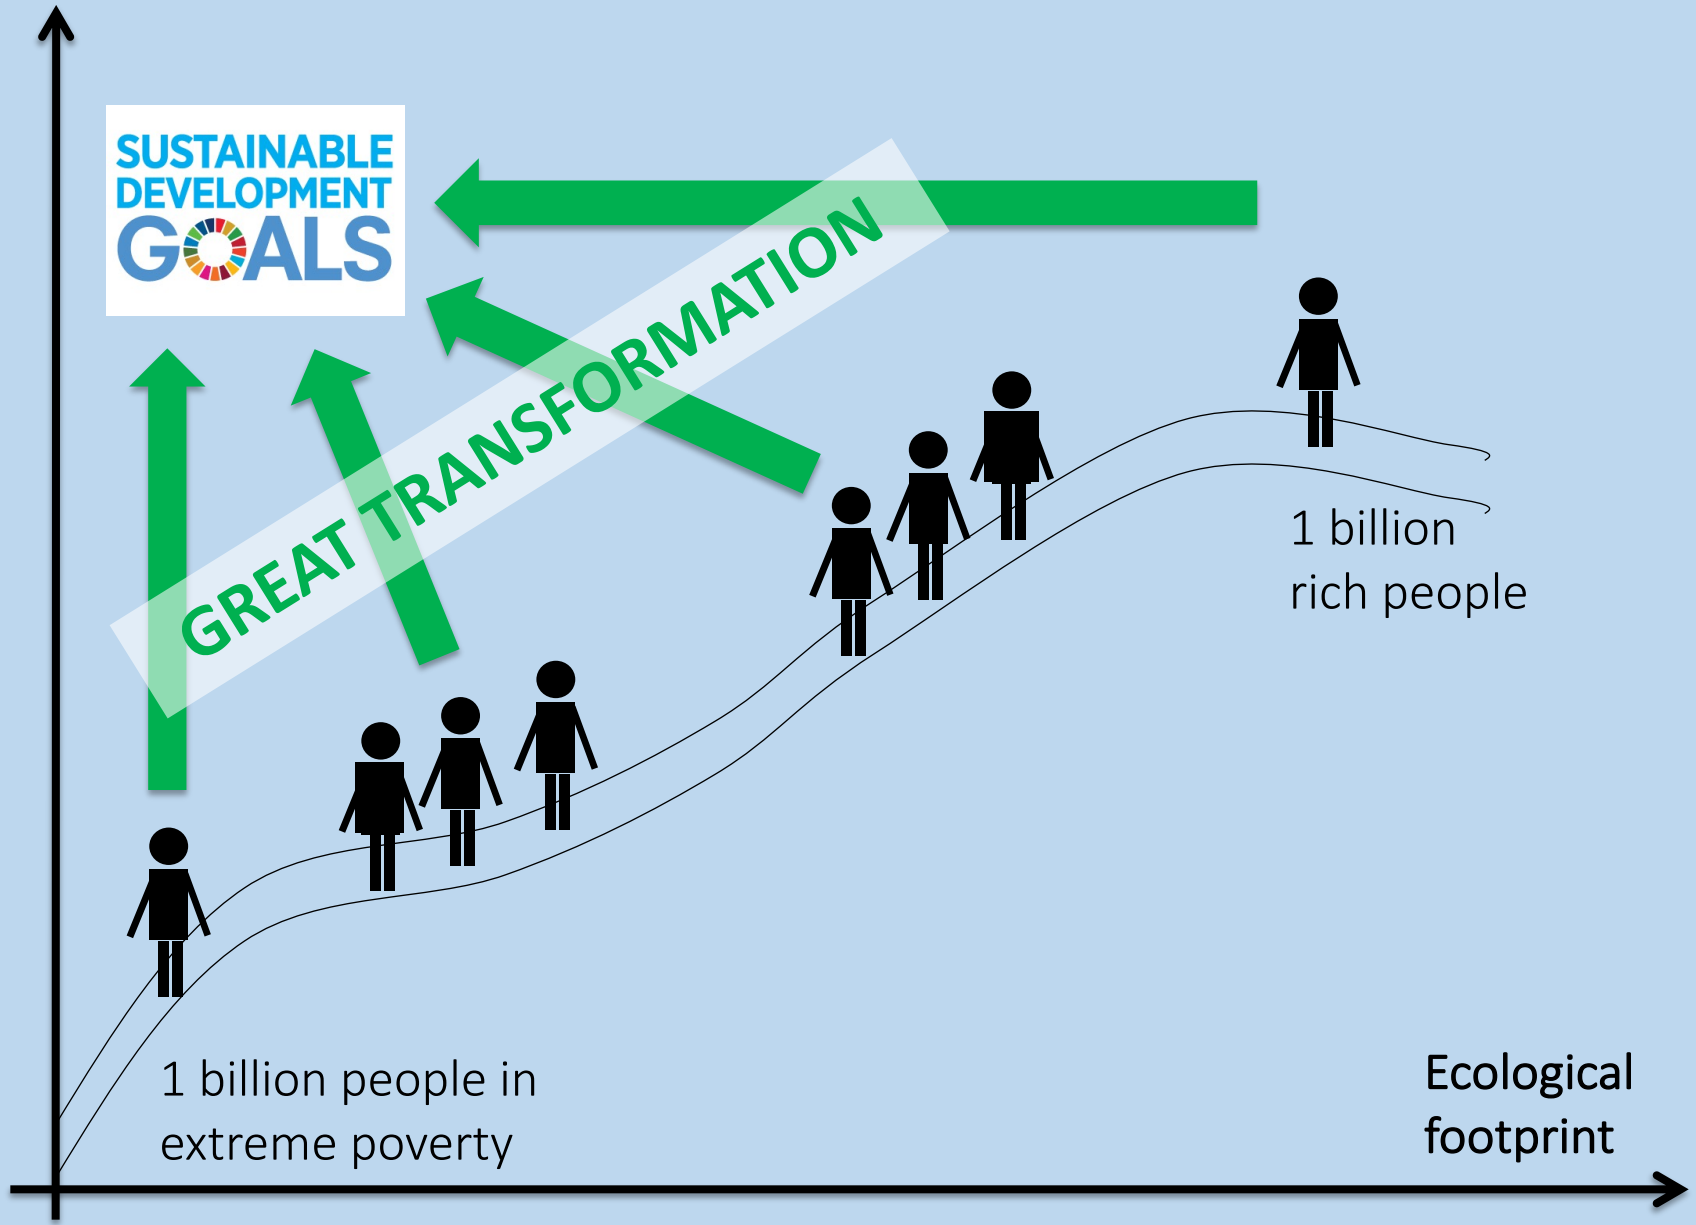 SUSTAINABLE
DEVELOPMENT
GOALS
GREAT TRANSFORMATION
1 billion
rich people
1 billion people in
extreme poverty
Ecological
footprint